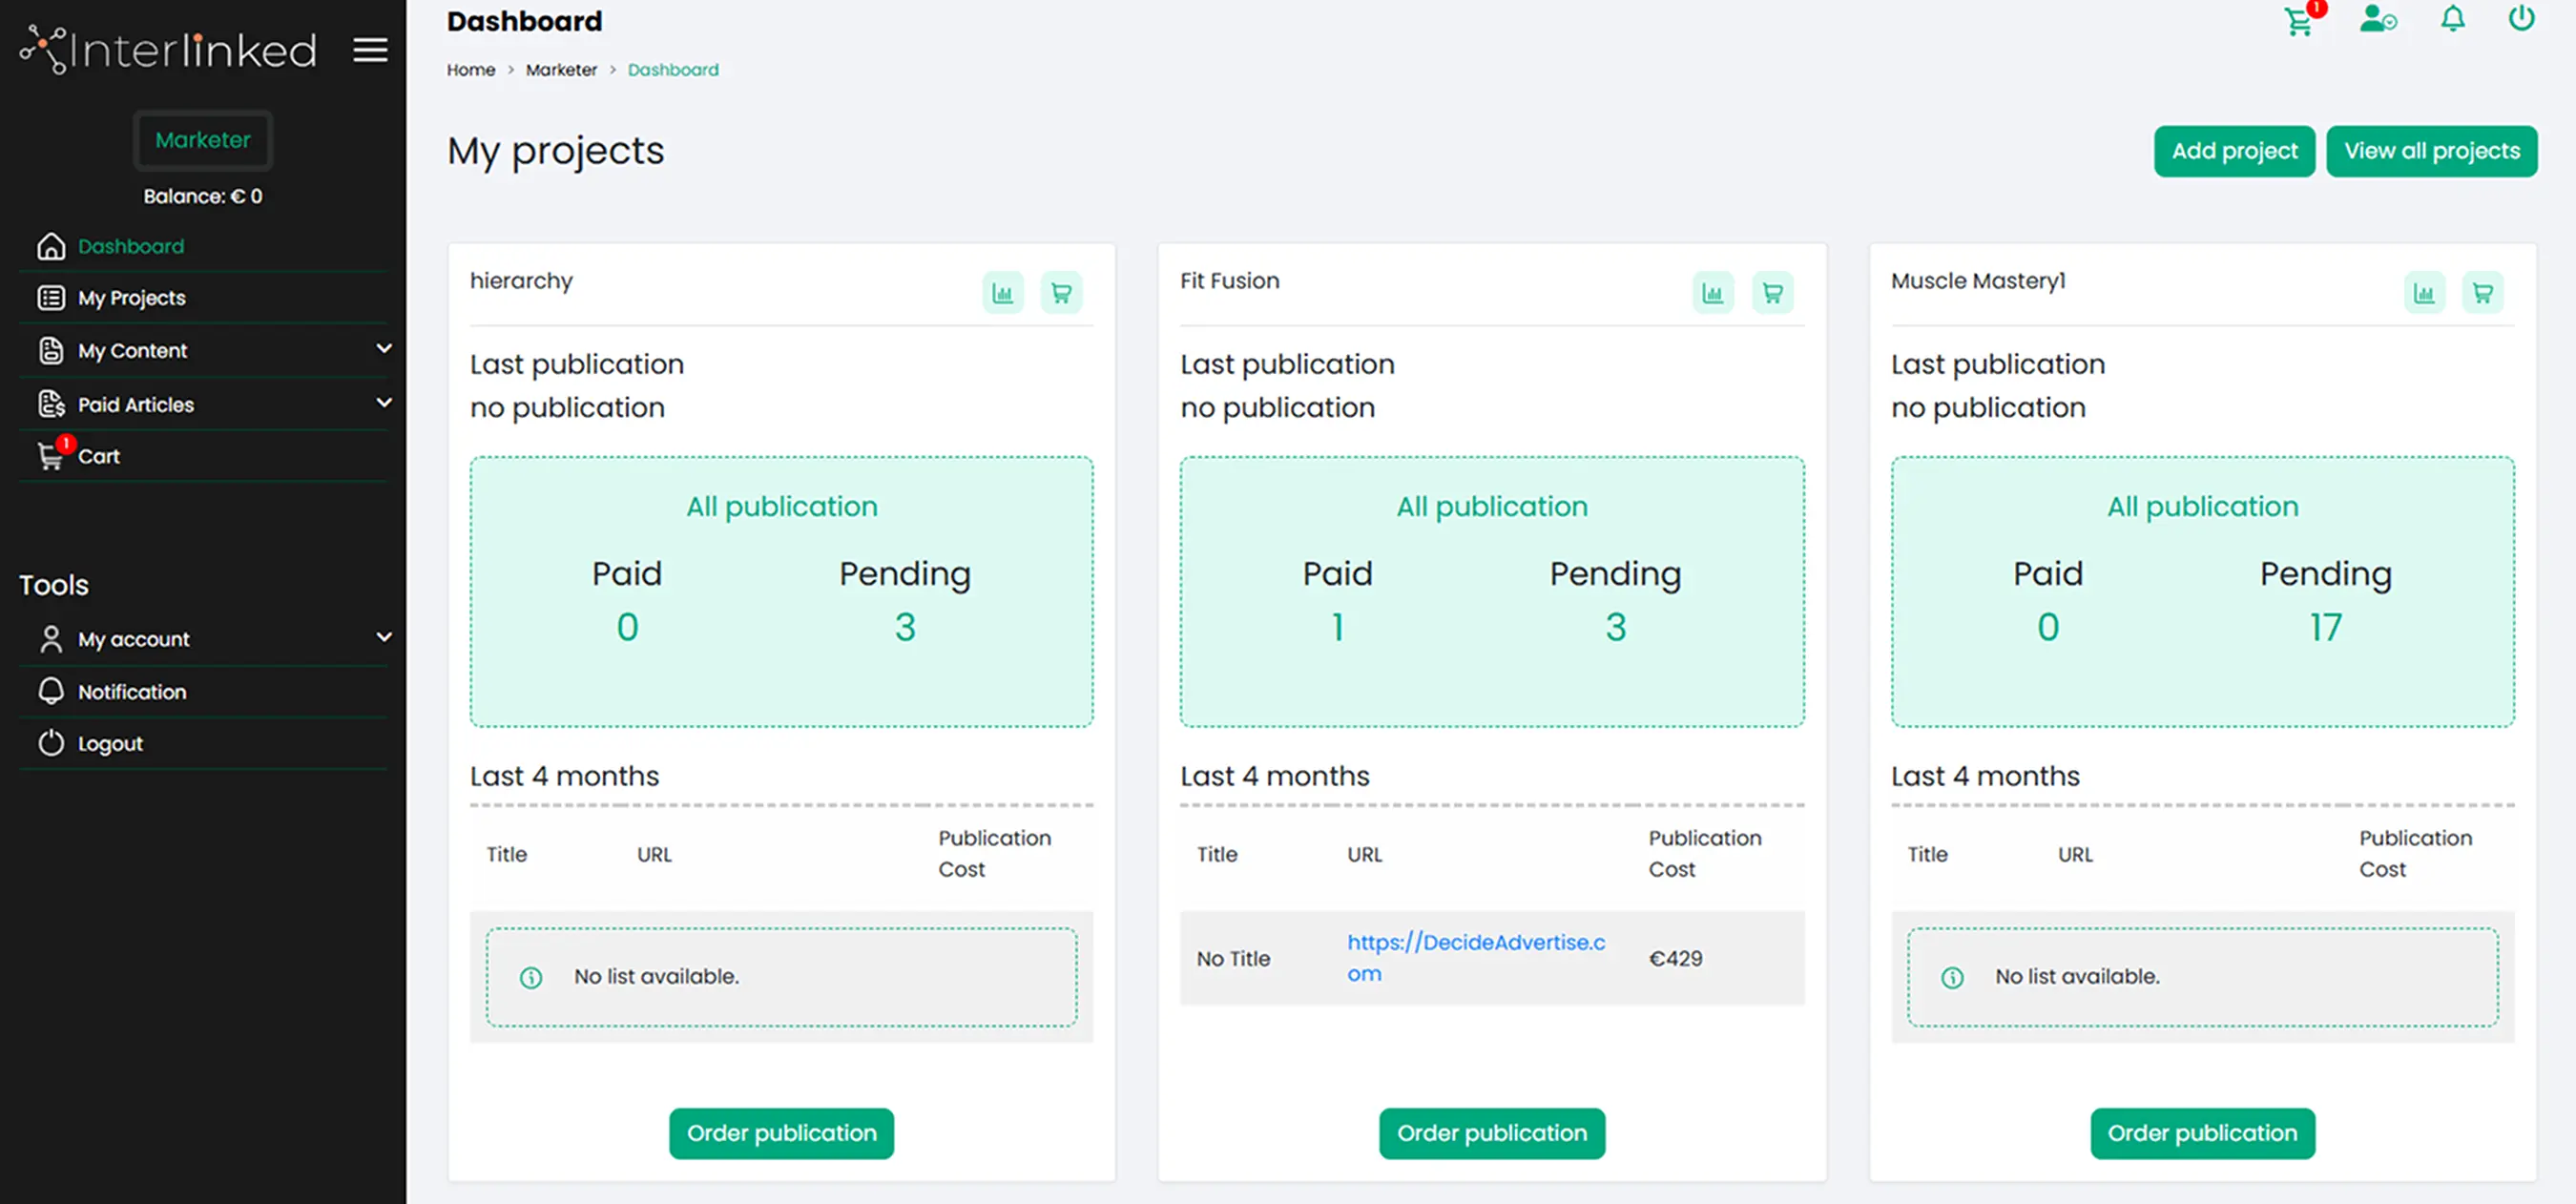 Interlinked
Marketer
Balance: € 0
Dashboard
My Projects
My Content
Paid Articles
1
Cart
Tools
My account
Notification
Logout
Dashboard
1
Home > Marketer > Dashboard
My projects
Add project
View all projects
hierarchy
Last publication
no publication
All publication
Paid Pending
0 3
Last 4 months
Title URL Publication
Cost
No list available.
Order publication
Fit Fusion
Last publication
no publication
All publication
Paid Pending
1 3
Last 4 months
Title URL Publication
Cost
No Title https://DecideAdvertise.c €429
om
Order publication
Muscle Mastery1
Last publication
no publication
All publication
Paid Pending
0 17
Last 4 months
Title URL Publication
Cost
No list available.
Order publication